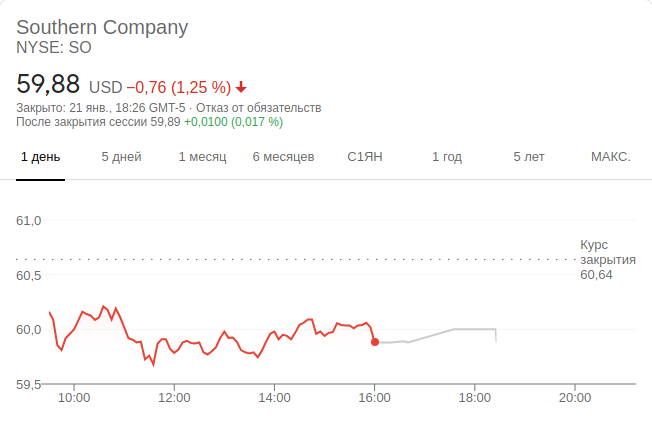 Southern Company
NYSE: SO
59,88 USD −0,76 (1,25 %)
Закрыто: 21 янв., 18:26 GMT-5 · Отказ от обязательств
После закрытия сессии 59,89 +0,0100 (0,017 %)
1 день 5 дней 1 месяц 6 месяцев С1ЯН 1 год 5 лет МАКС.
61,0
Курс
закрытия
60,64
60,5
60,0
59,5
10:00 12:00 14:00 16:00 18:00 20:00